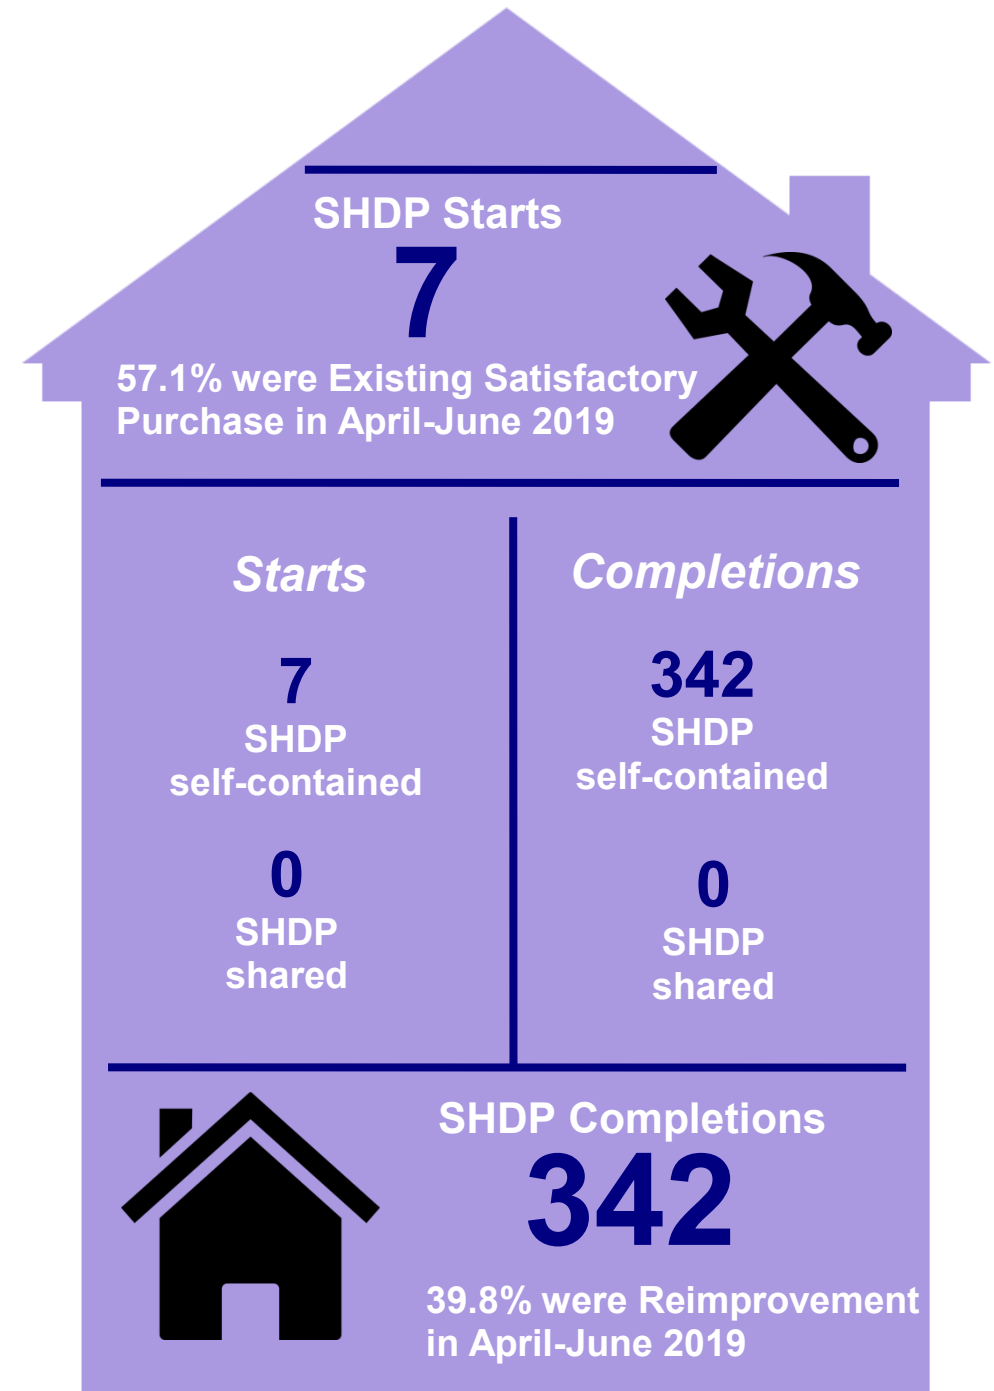 SHDP Starts
7
57.1% were Existing Satisfactory
Purchase in April-June 2019
Starts
7
SHDP
self-contained
0
SHDP
shared
Completions
342
SHDP
self-contained
0
SHDP
shared
SHDP Completions
342
39.8% were Reimprovement
in April-June 2019